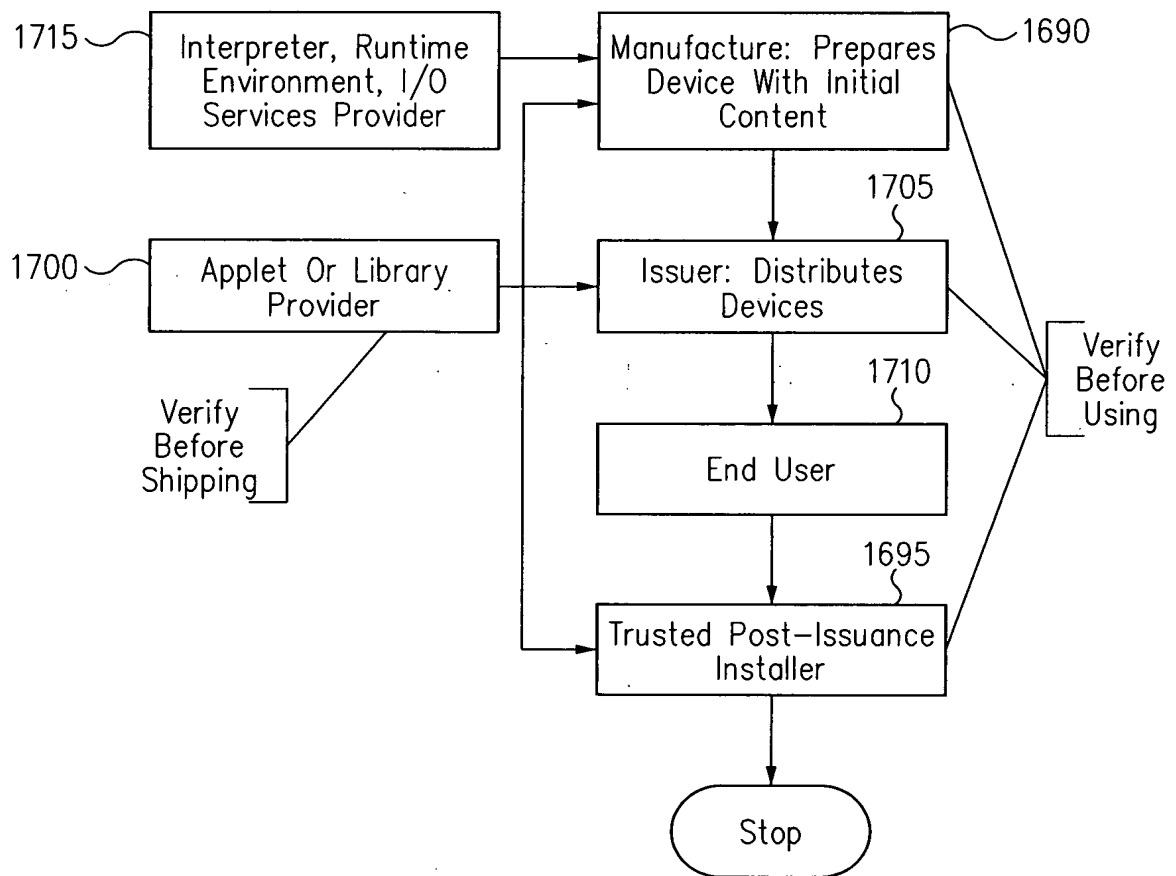 1715
Interpreter, Runtime
Environment, I/O
Services Provider
Manufacture: Prepares
Device With Initial
Content
1690
1700
Applet Or Library
Provider
1705
Issuer: Distributes
Devices
Verify
Before
Using
Verify
Before
Shipping
1710
End User
1695
Trusted Post-Issuance
Installer
Stop